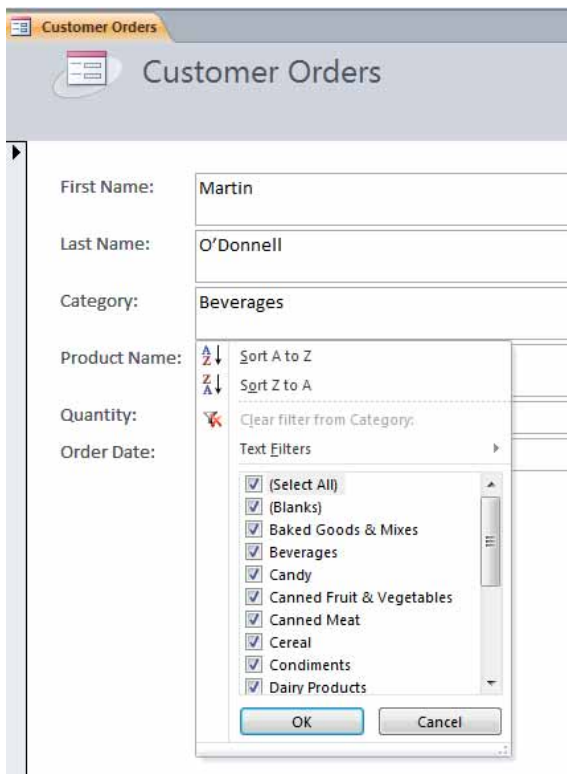 Customer Orders
Customer Orders
First Name: Martin
Last Name: O'Donnell
Category: Beverages
Product Name:
Sort A to Z
Sort Z to A
Quantity:
Clear filter from Category:
Order Date:
Text Filters
(Select All)
(Blanks)
Baked Goods & Mixes
Beverages
Candy
Canned Fruit & Vegetables
Canned Meat
Cereal
Condiments
Dairy Products
OK Cancel